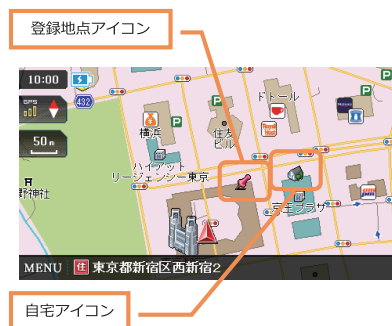 登録地点アイコン
10:00
GPS
432
50m
横浜
住友
ビル
ドトール
P
P
P
P
ハイアット
リージェンシー東京
野神社
京王プラザ
MENU 住 東京都新宿区西新宿2
自宅アイコン